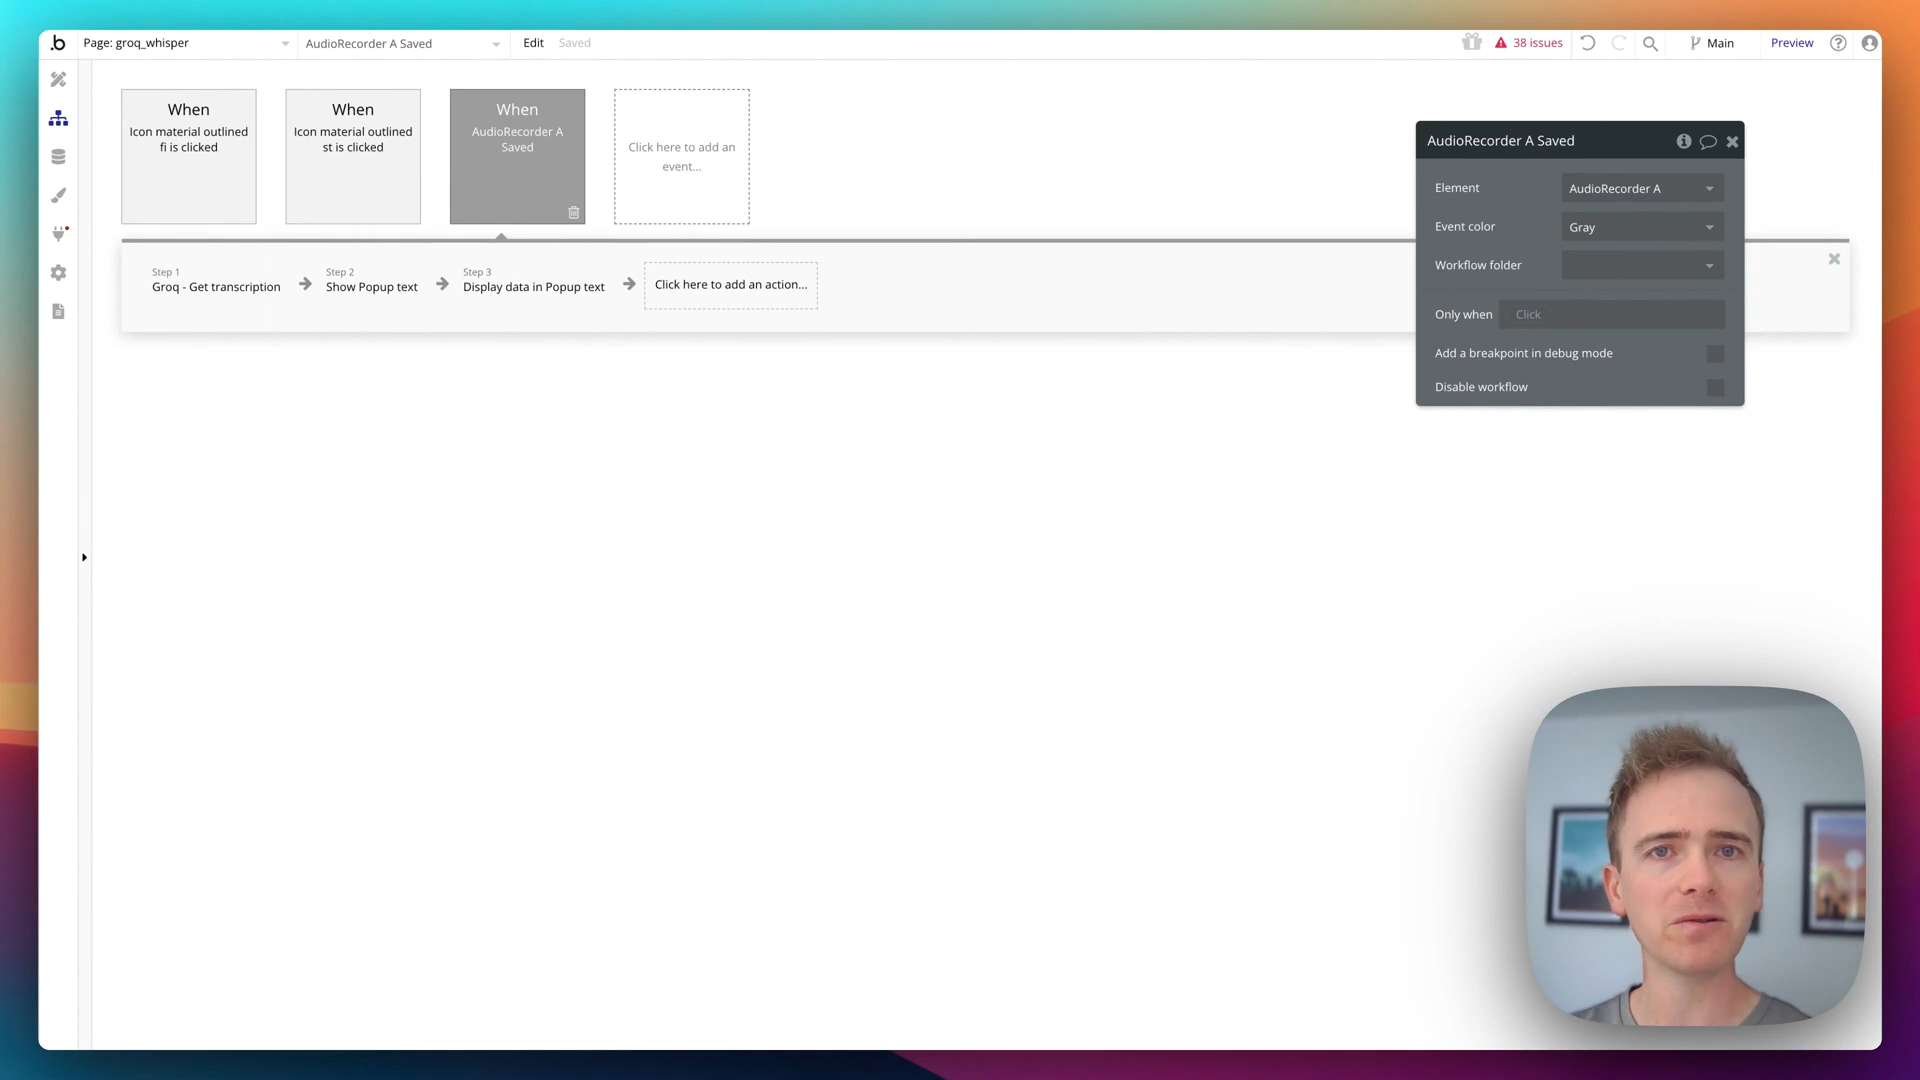 .b
Page: groq_whisper
AudioRecorder A Saved
Edit
Saved
38 issues
Main
Preview
When
Icon material outlined
fi is clicked
When
Icon material outlined
st is clicked
When
AudioRecorder A
Saved
Click here to add an
event...
Step 1
Groq - Get transcription
Step 2
Show Popup text
Step 3
Display data in Popup text
Click here to add an action...
AudioRecorder A Saved
Element
AudioRecorder A
Event color
Gray
Workflow folder
Only when
Click
Add a breakpoint in debug mode
Disable workflow